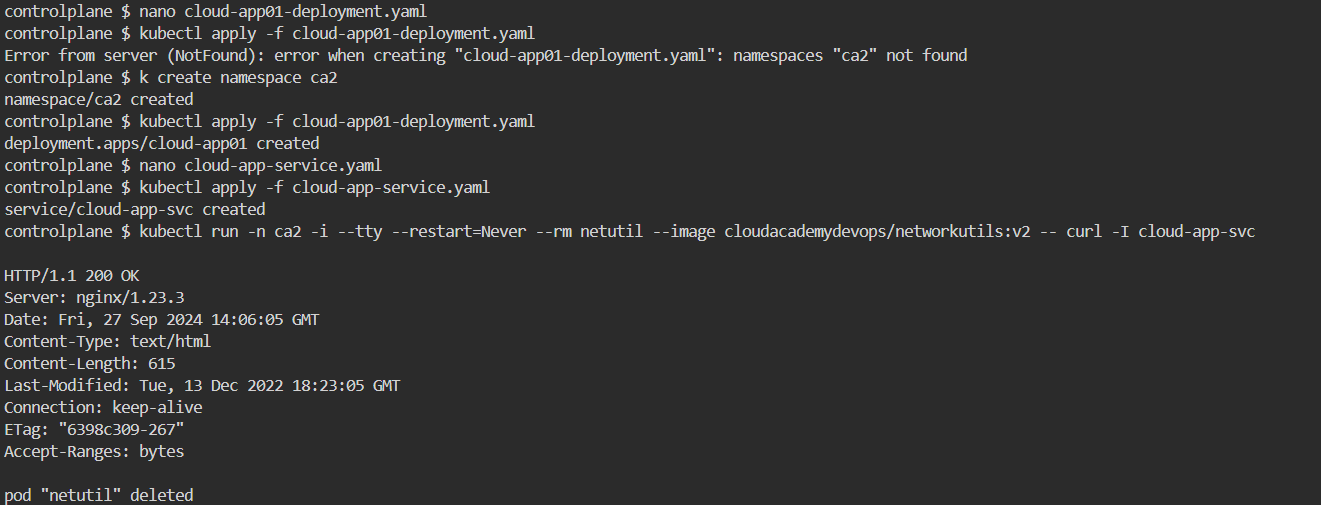 controlplane $ nano cloud-app01-deployment.yaml
controlplane $ kubectl apply -f cloud-app01-deployment.yaml
Error from server (NotFound): error when creating "cloud-app01-deployment.yaml": namespaces "ca2" not found
controlplane $ k create namespace ca2
namespace/ca2 created
controlplane $ kubectl apply -f cloud-app01-deployment.yaml
deployment.apps/cloud-app01 created
controlplane $ nano cloud-app-service.yaml
controlplane $ kubectl apply -f cloud-app-service.yaml
service/cloud-app-svc created
controlplane $ kubectl run -n ca2 -i --tty --restart=Never --rm netutil --image cloudacademydevops/networkutils:v2 -- curl -I cloud-app-svc
HTTP/1.1 200 OK
Server: nginx/1.23.3
Date: Fri, 27 Sep 2024 14:06:05 GMT
Content-Type: text/html
Content-Length: 615
Last-Modified: Tue, 13 Dec 2022 18:23:05 GMT
Connection: keep-alive
ETag: "6398c309-267"
Accept-Ranges: bytes
pod "netutil" deleted